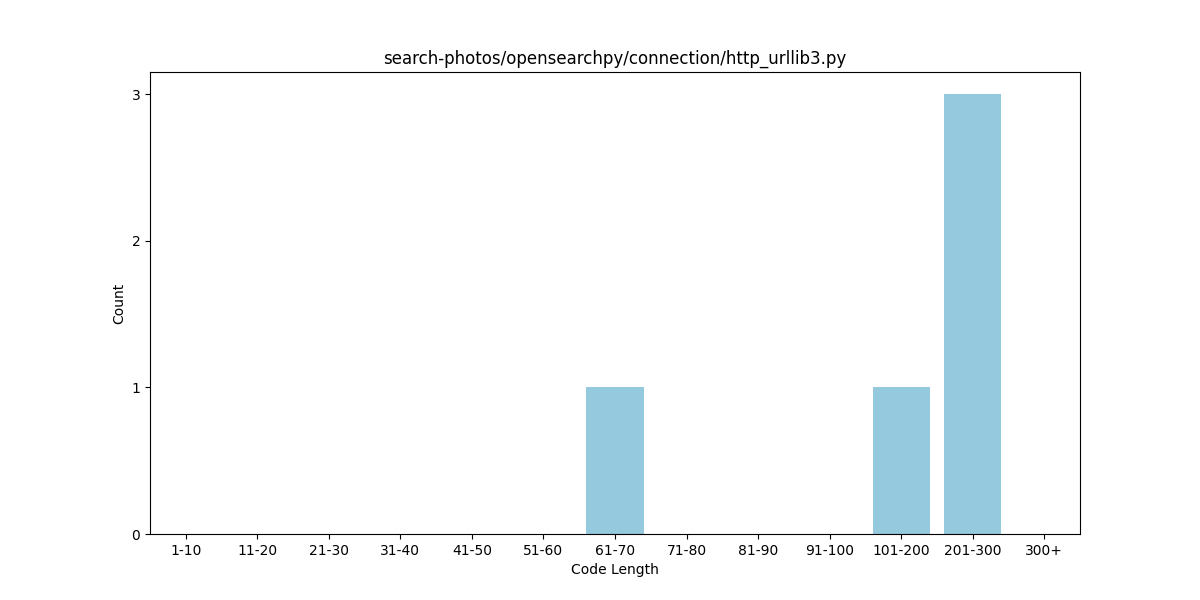 search-photos/opensearchpy/connection/http_urllib3.py
3
2
1
0
Count
1-10 11-20 21-30 31-40 41-50 51-60 61-70 71-80 81-90 91-100 101-200 201-300 300+
Code Length